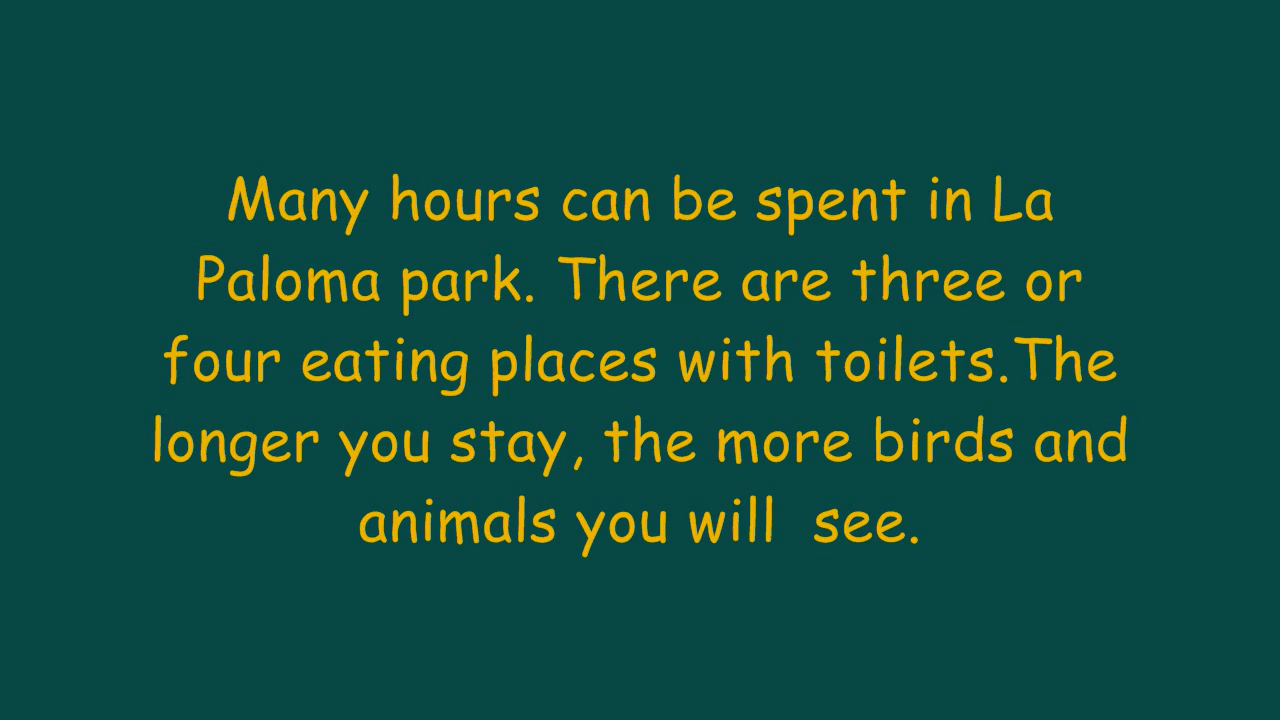 Many hours can be spent in La
Paloma park. There are three or
four eating places with toilets.The
longer you stay, the more birds and
animals you will  see.